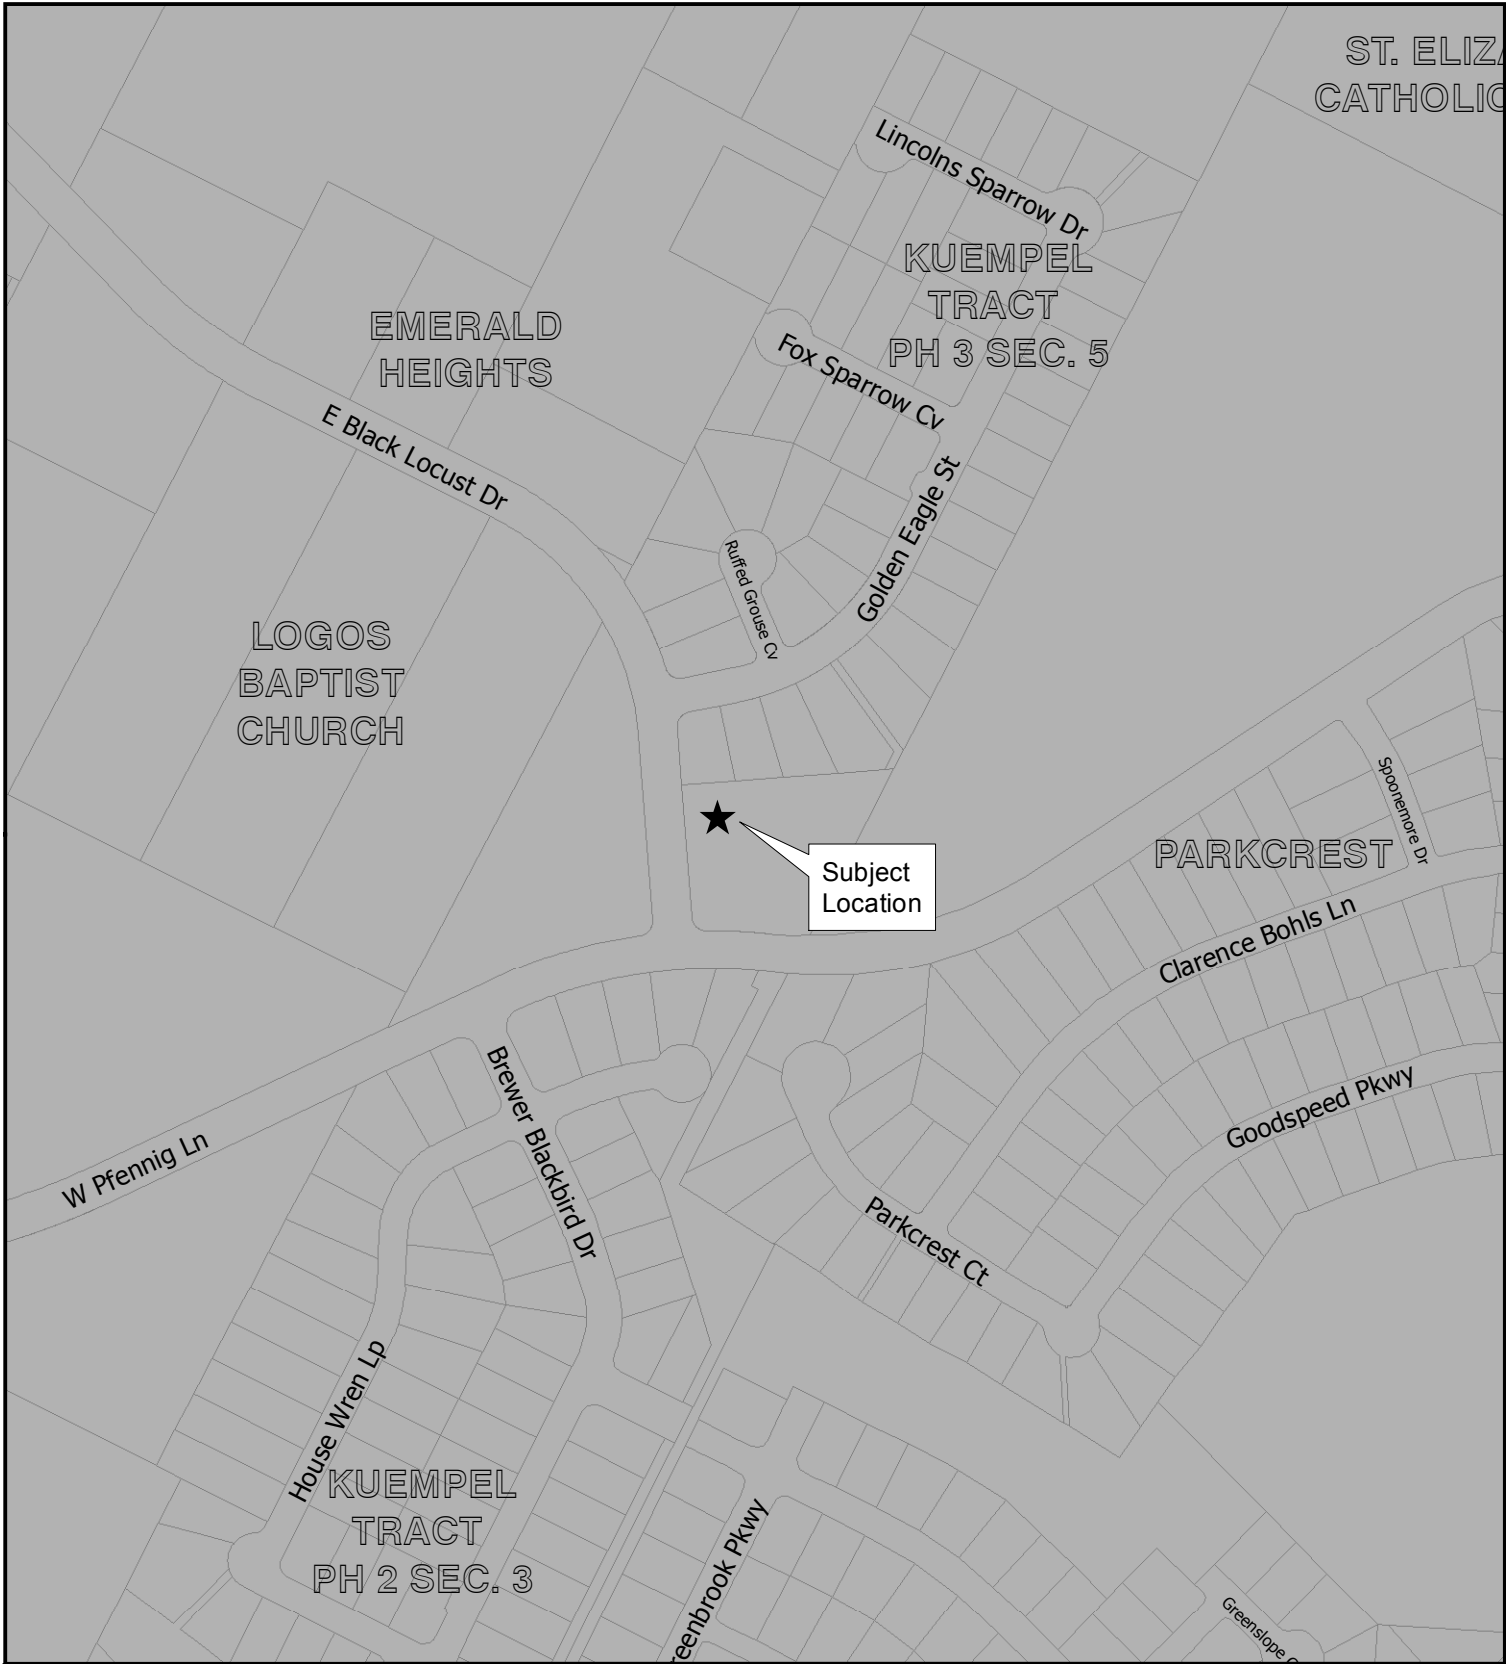 ST. ELIZ
CATHOLIC
Lincolns Sparrow Dr
KUEMPEL
TRACT
PH 3 SEC. 5
EMERALD
HEIGHTS
Fox Sparrow Cv
E Black Locust Dr
Golden Eagle St
Ruffed Grouse Cv
LOGOS
BAPTIST
CHURCH
Spoonemore Dr
PARKCREST
Subject
Location
Clarence Bohls Ln
Goodspeed Pkwy
Brewer Blackbird Dr
W Pfennig Ln
Parkcrest Ct
House Wren Lp
KUEMPEL
TRACT
PH 2 SEC. 3
reenbrook Pkwy
Greenslope